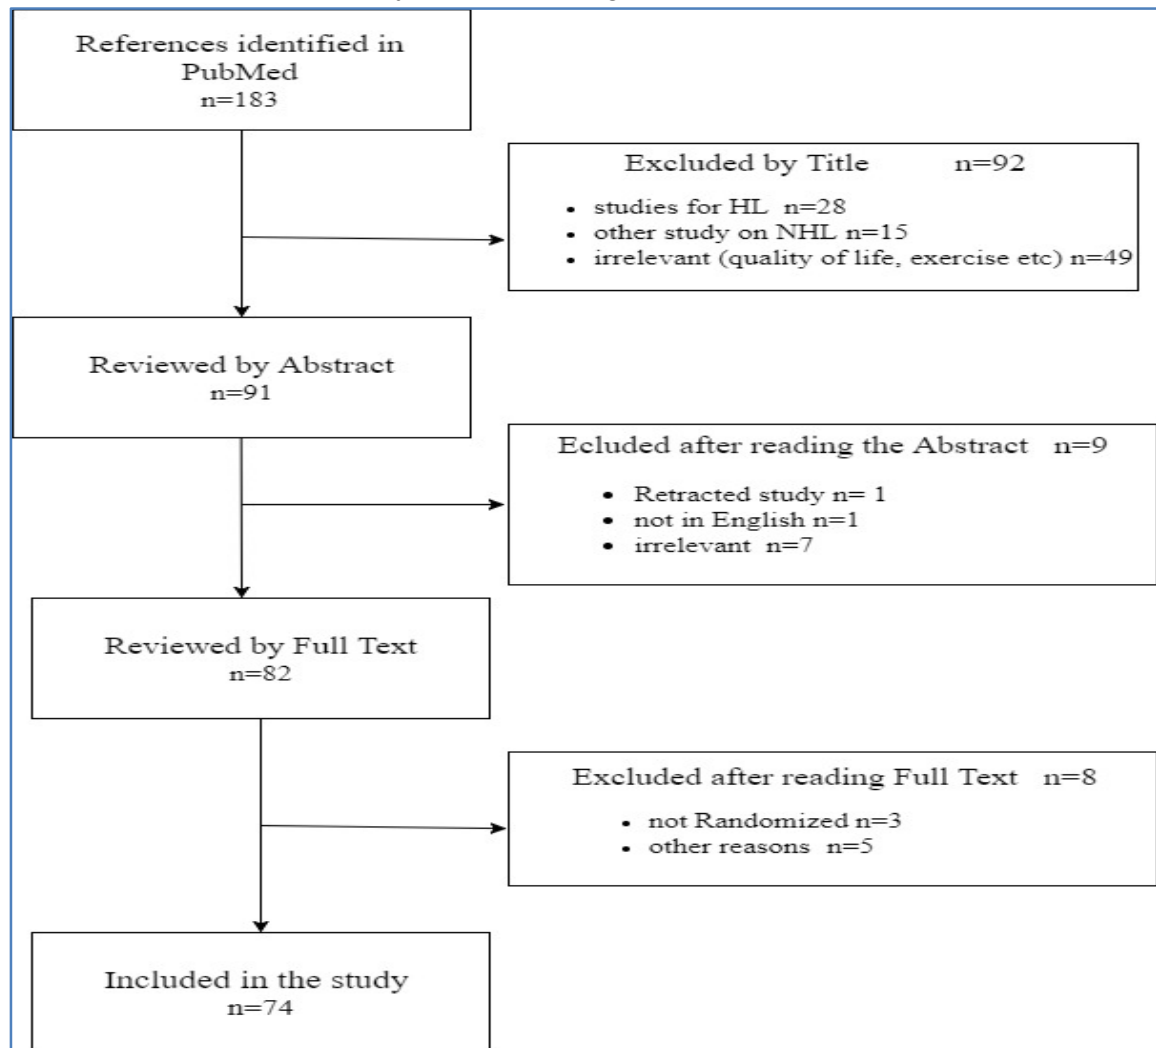 References identified in
PubMed
n=183
Excluded by Title n=92
• studies for HL n=28
• other study on NHL n=15
• irrelevant (quality of life, exercise etc) n=49
Reviewed by Abstract
n=91
Ecluded after reading the Abstract n=9
• Retracted study n= 1
• not in English n=1
• irrelevant n=7
Reviewed by Full Text
n=82
Excluded after reading Full Text n=8
• not Randomized n=3
• other reasons n=5
Included in the study
n=74